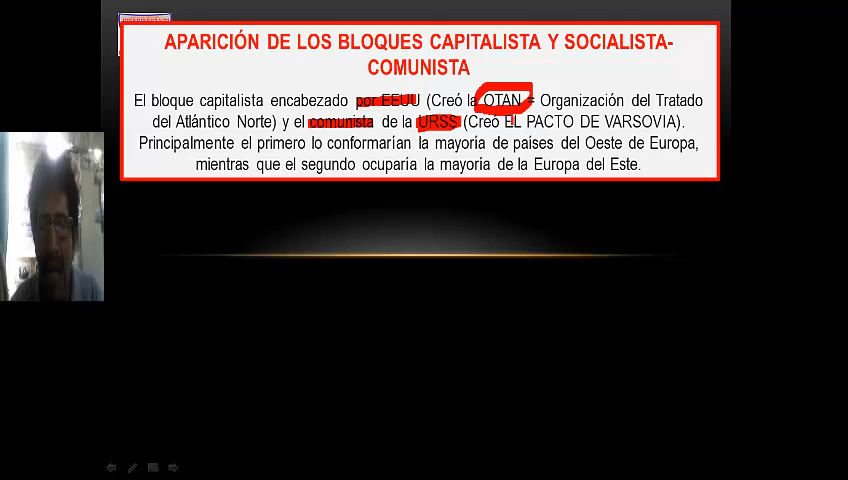 APARICIÓN DE LOS BLOQUES CAPITALISTA Y SOCIALISTA-
COMUNISTA
El bloque capitalista encabezado por EEUU (Creó la OTAN = Organización del Tratado
del Atlántico Norte) y el comunista de la URSS (Creó EL PACTO DE VARSOVIA).
Principalmente el primero lo conformarían la mayoría de países del Oeste de Europa,
mientras que el segundo ocuparía la mayoría de la Europa del Este.